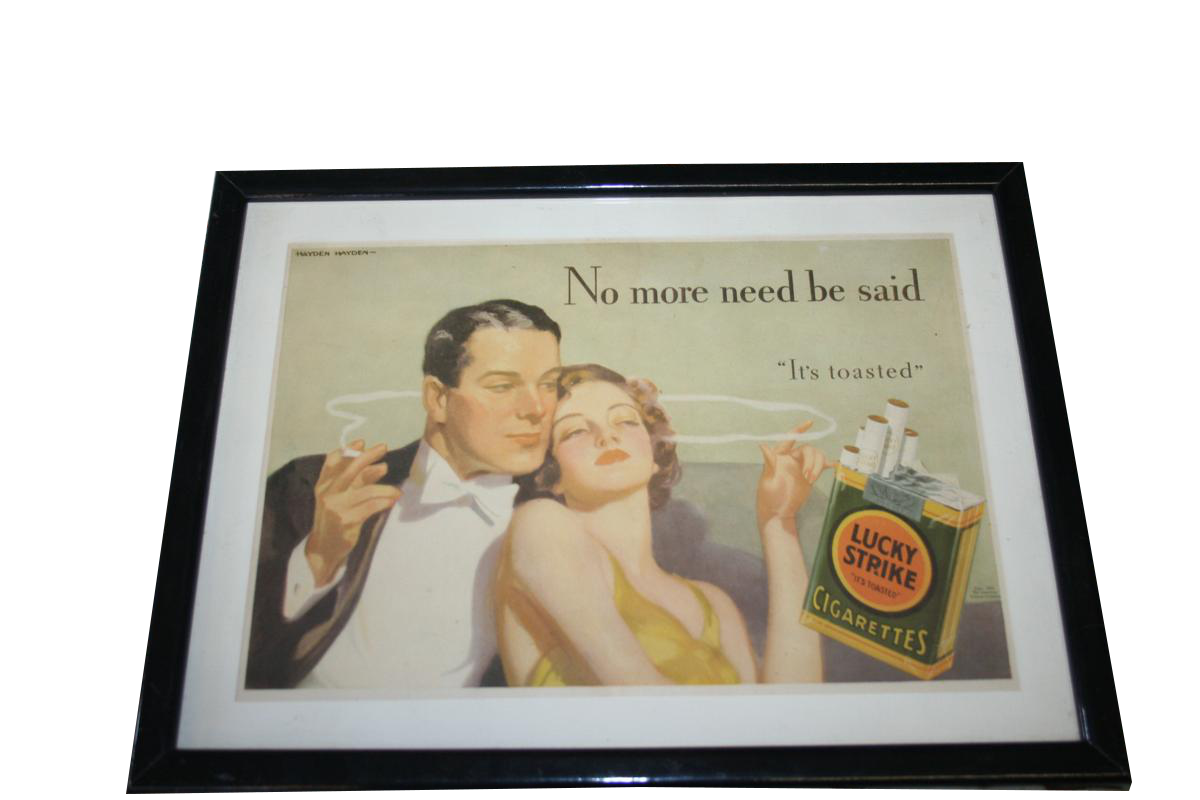 HAYDEN HAYDEN
No more need be said
"It's toasted"
LUCKY
STRIKE
"IT'S TOASTED"
CIGARETTES